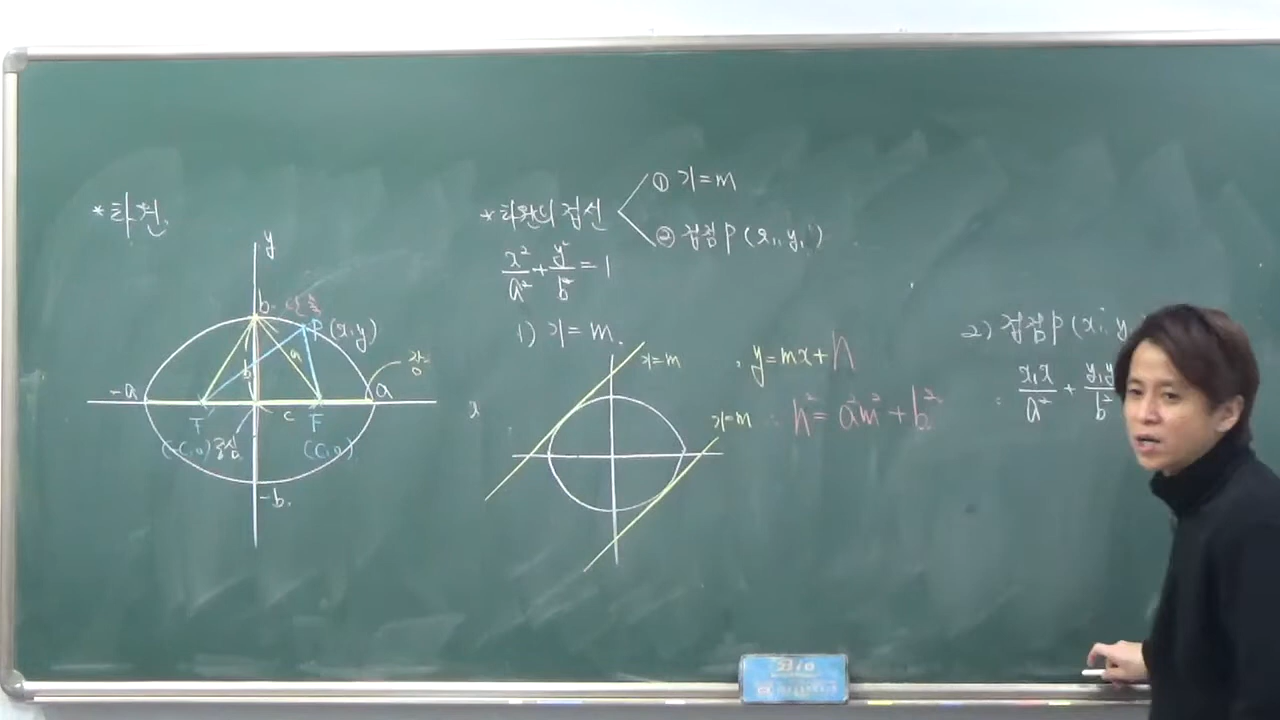 * 타원
y
b
단축
P(x, y)
a
b
장
-a
a
c
F
(-c, 0)
중심
(c, 0)
-b
x
* 타원의 접선
① 기=m
② 접점 P(x₁, y₁)
x²/a² + y²/b² = 1
1) 기=m.
기=m
기=m
y=mx+n
n²=a²m²+b²
2) 접점 P(x₁, y
x₁x/a² + y₁y/b²